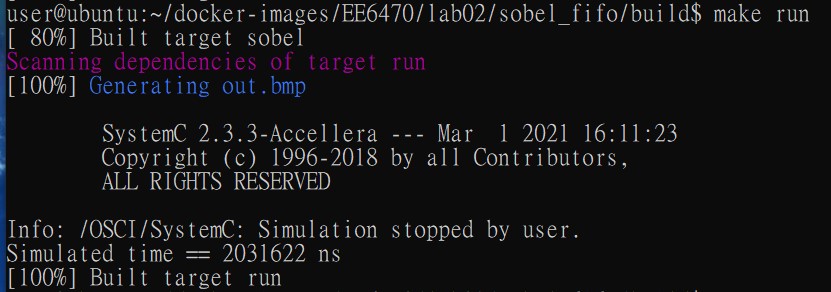 user@ubuntu:~/docker-images/EE6470/lab02/sobel_fifo/build$ make run
[ 80%] Built target sobel
Scanning dependencies of target run
[100%] Generating out.bmp
SystemC 2.3.3-Accellera --- Mar  1 2021 16:11:23
Copyright (c) 1996-2018 by all Contributors,
ALL RIGHTS RESERVED
Info: /OSCI/SystemC: Simulation stopped by user.
Simulated time == 2031622 ns
[100%] Built target run